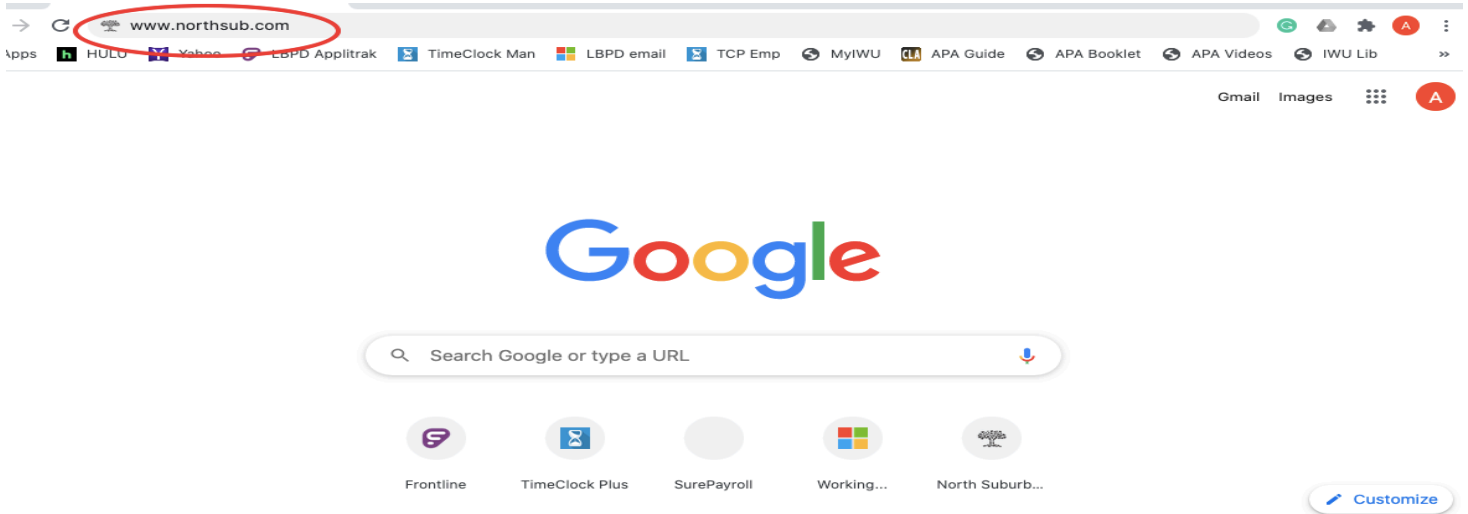 www.northsub.com
A
Apps HULU Yahoo LBPD Applitrak TimeClock Man LBPD email TCP Emp MyIWU CLA APA Guide APA Booklet APA Videos IWU Lib »
Gmail Images A
Google
Search Google or type a URL
Frontline TimeClock Plus SurePayroll Working... North Suburb...
Customize